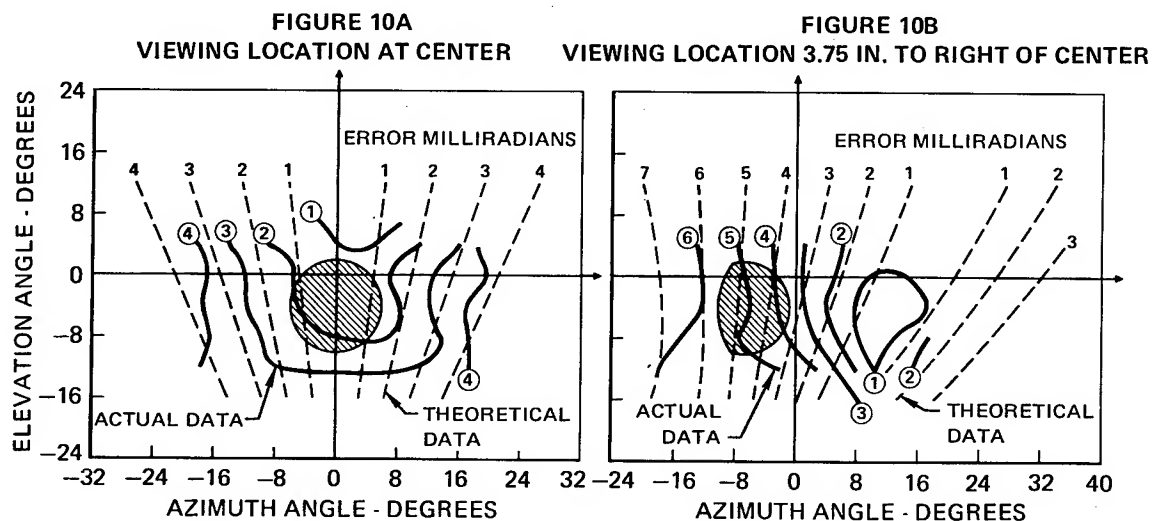 FIGURE 10A
VIEWING LOCATION AT CENTER
ELEVATION ANGLE - DEGREES
24
16
8
0
−8
−16
−24
ERROR MILLIRADIANS
4 3 2 1 1 2 3 4
④ ③ ② ① ④
ACTUAL DATA
THEORETICAL
DATA
−32 −24 −16 −8 0 8 16 24 32
AZIMUTH ANGLE - DEGREES
FIGURE 10B
VIEWING LOCATION 3.75 IN. TO RIGHT OF CENTER
ERROR MILLIRADIANS
7 6 5 4 3 2 1 1 2 3
⑥ ⑤ ④ ② ① ② ③
ACTUAL
DATA
THEORETICAL
DATA
−24 −16 −8 0 8 16 24 32 40
AZIMUTH ANGLE - DEGREES